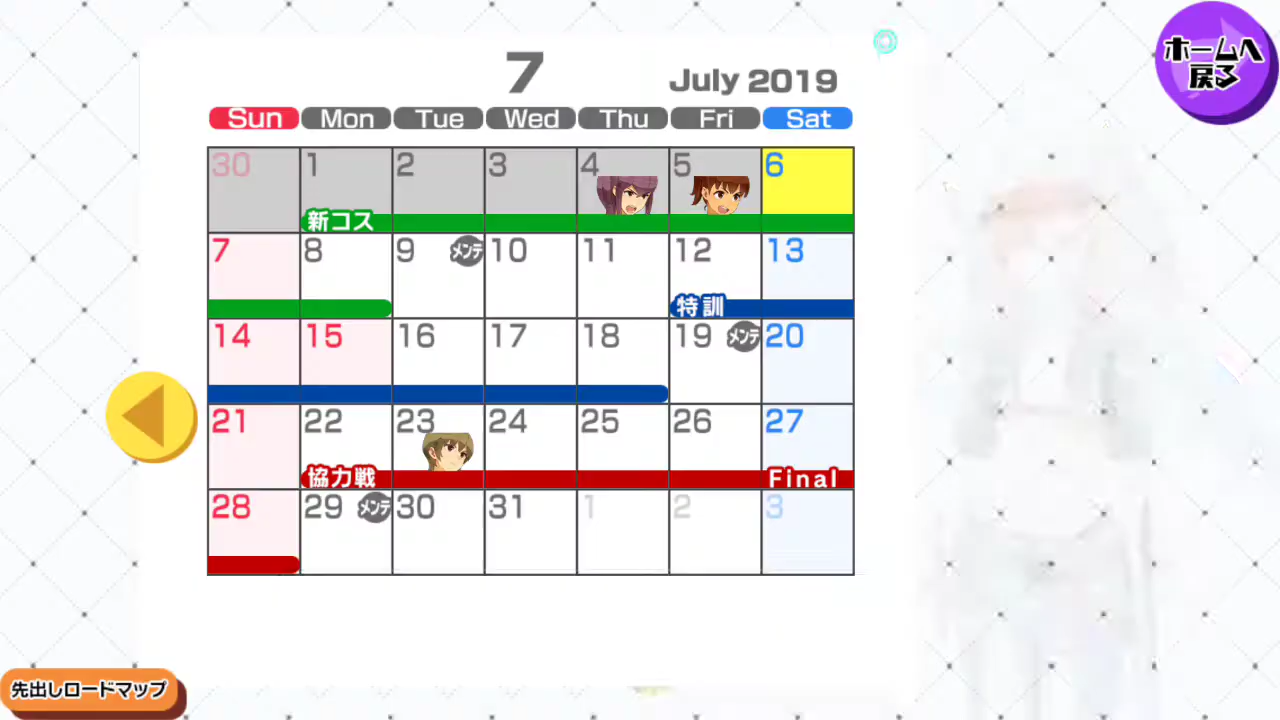 ホームへ
戻る
7 July 2019
Sun Mon Tue Wed Thu Fri Sat
30 1 2 3 4 5 6
新コス
7 8 9 メンテ 10 11 12 13
特訓
14 15 16 17 18 19 メンテ 20
21 22 23 24 25 26 27
協力戦 Final
28 29 メンテ 30 31 1 2 3
先出しロードマップ